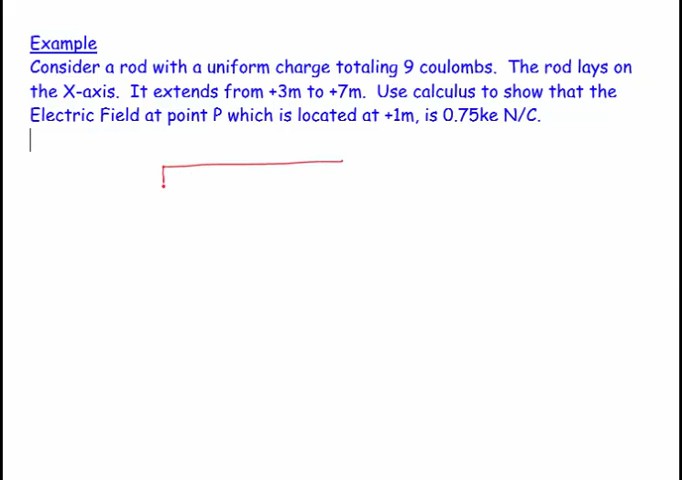 Example
Consider a rod with a uniform charge totaling 9 coulombs. The rod lays on
the X-axis. It extends from +3m to +7m. Use calculus to show that the
Electric Field at point P which is located at +1m, is 0.75ke N/C.